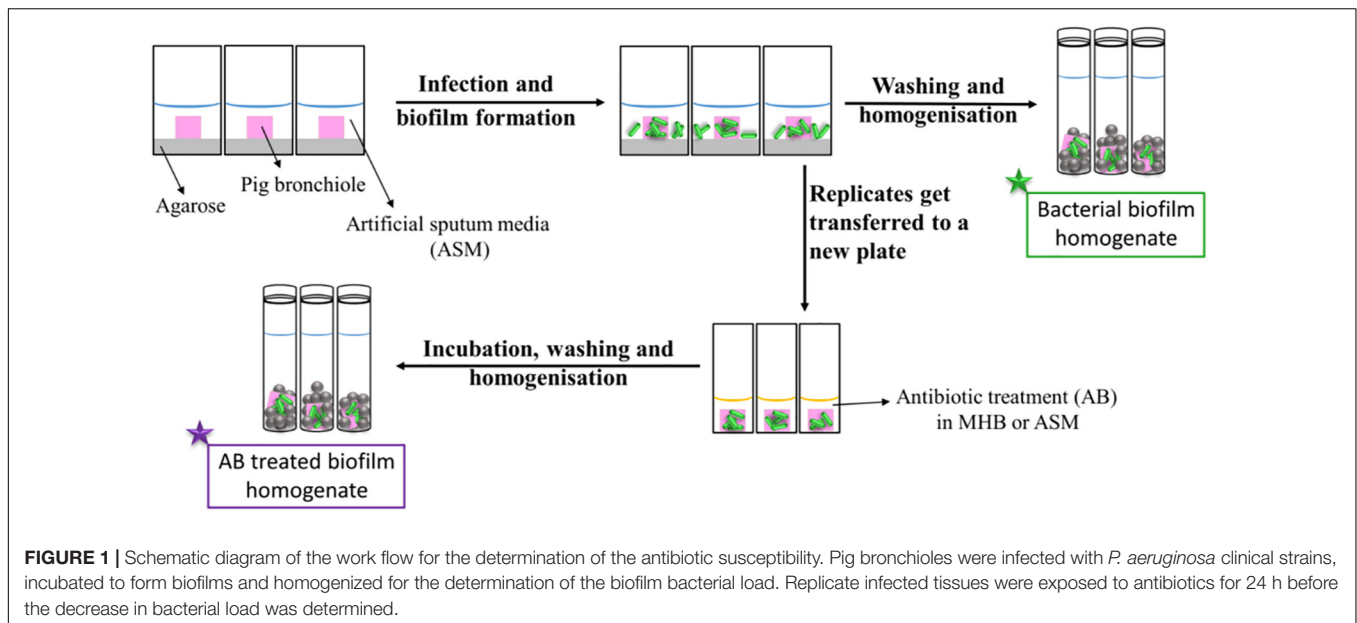 Infection and
biofilm formation
Washing and
homogenisation
Agarose
Pig bronchiole
Artificial sputum media
(ASM)
Replicates get
transferred to a
new plate
Bacterial biofilm
homogenate
Incubation, washing and
homogenisation
Antibiotic treatment (AB)
in MHB or ASM
AB treated biofilm
homogenate
FIGURE 1 | Schematic diagram of the work flow for the determination of the antibiotic susceptibility. Pig bronchioles were infected with P. aeruginosa clinical strains,
incubated to form biofilms and homogenized for the determination of the biofilm bacterial load. Replicate infected tissues were exposed to antibiotics for 24 h before
the decrease in bacterial load was determined.